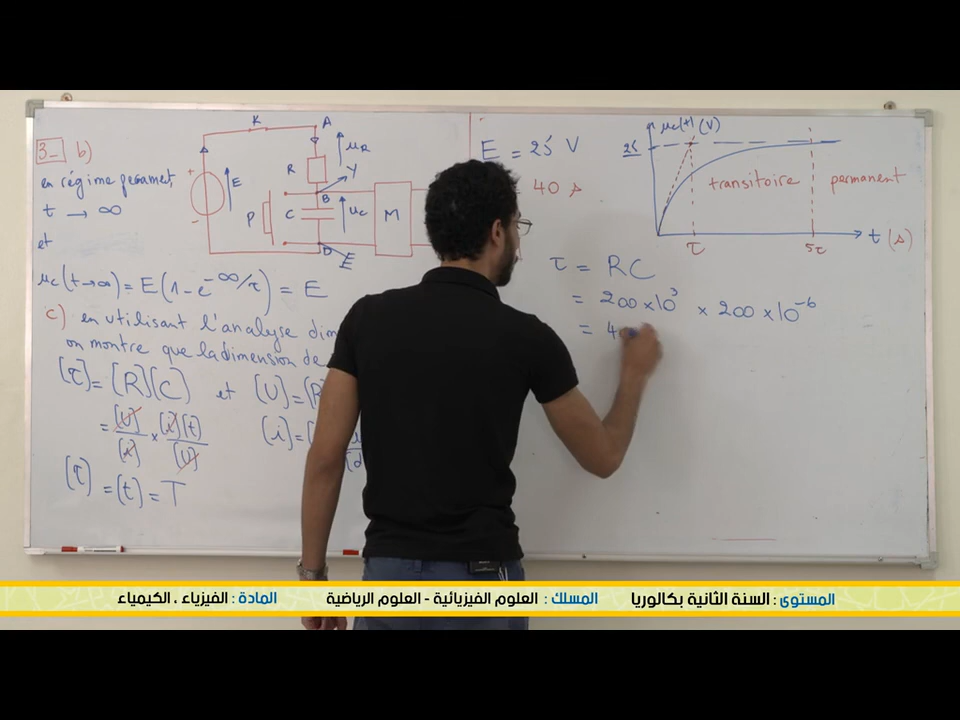 3_ b)
en régime permanent,
t → ∞
et
uc(t→∞) = E(1-e^-∞/τ) = E
c) en utilisant l'analyse
on montre que la dimension de
[τ] = [R][C] et [U] =
= [U]/[i] × [i][t]/[U]
[i] =
[τ] = [t] = T
K
A
R
uR
Y
E
P
C
B
uc
M
D
E = 25 V
= 40 s
uc(t) (V)
25
transitoire
permanent
τ
5τ
t (s)
τ = RC
= 200 × 10^3 × 200 × 10^-6
= 4
المستوى : السنة الثانية بكالوريا
المسلك : العلوم الفيزيائية - العلوم الرياضية
المادة : الفيزياء ، الكيمياء